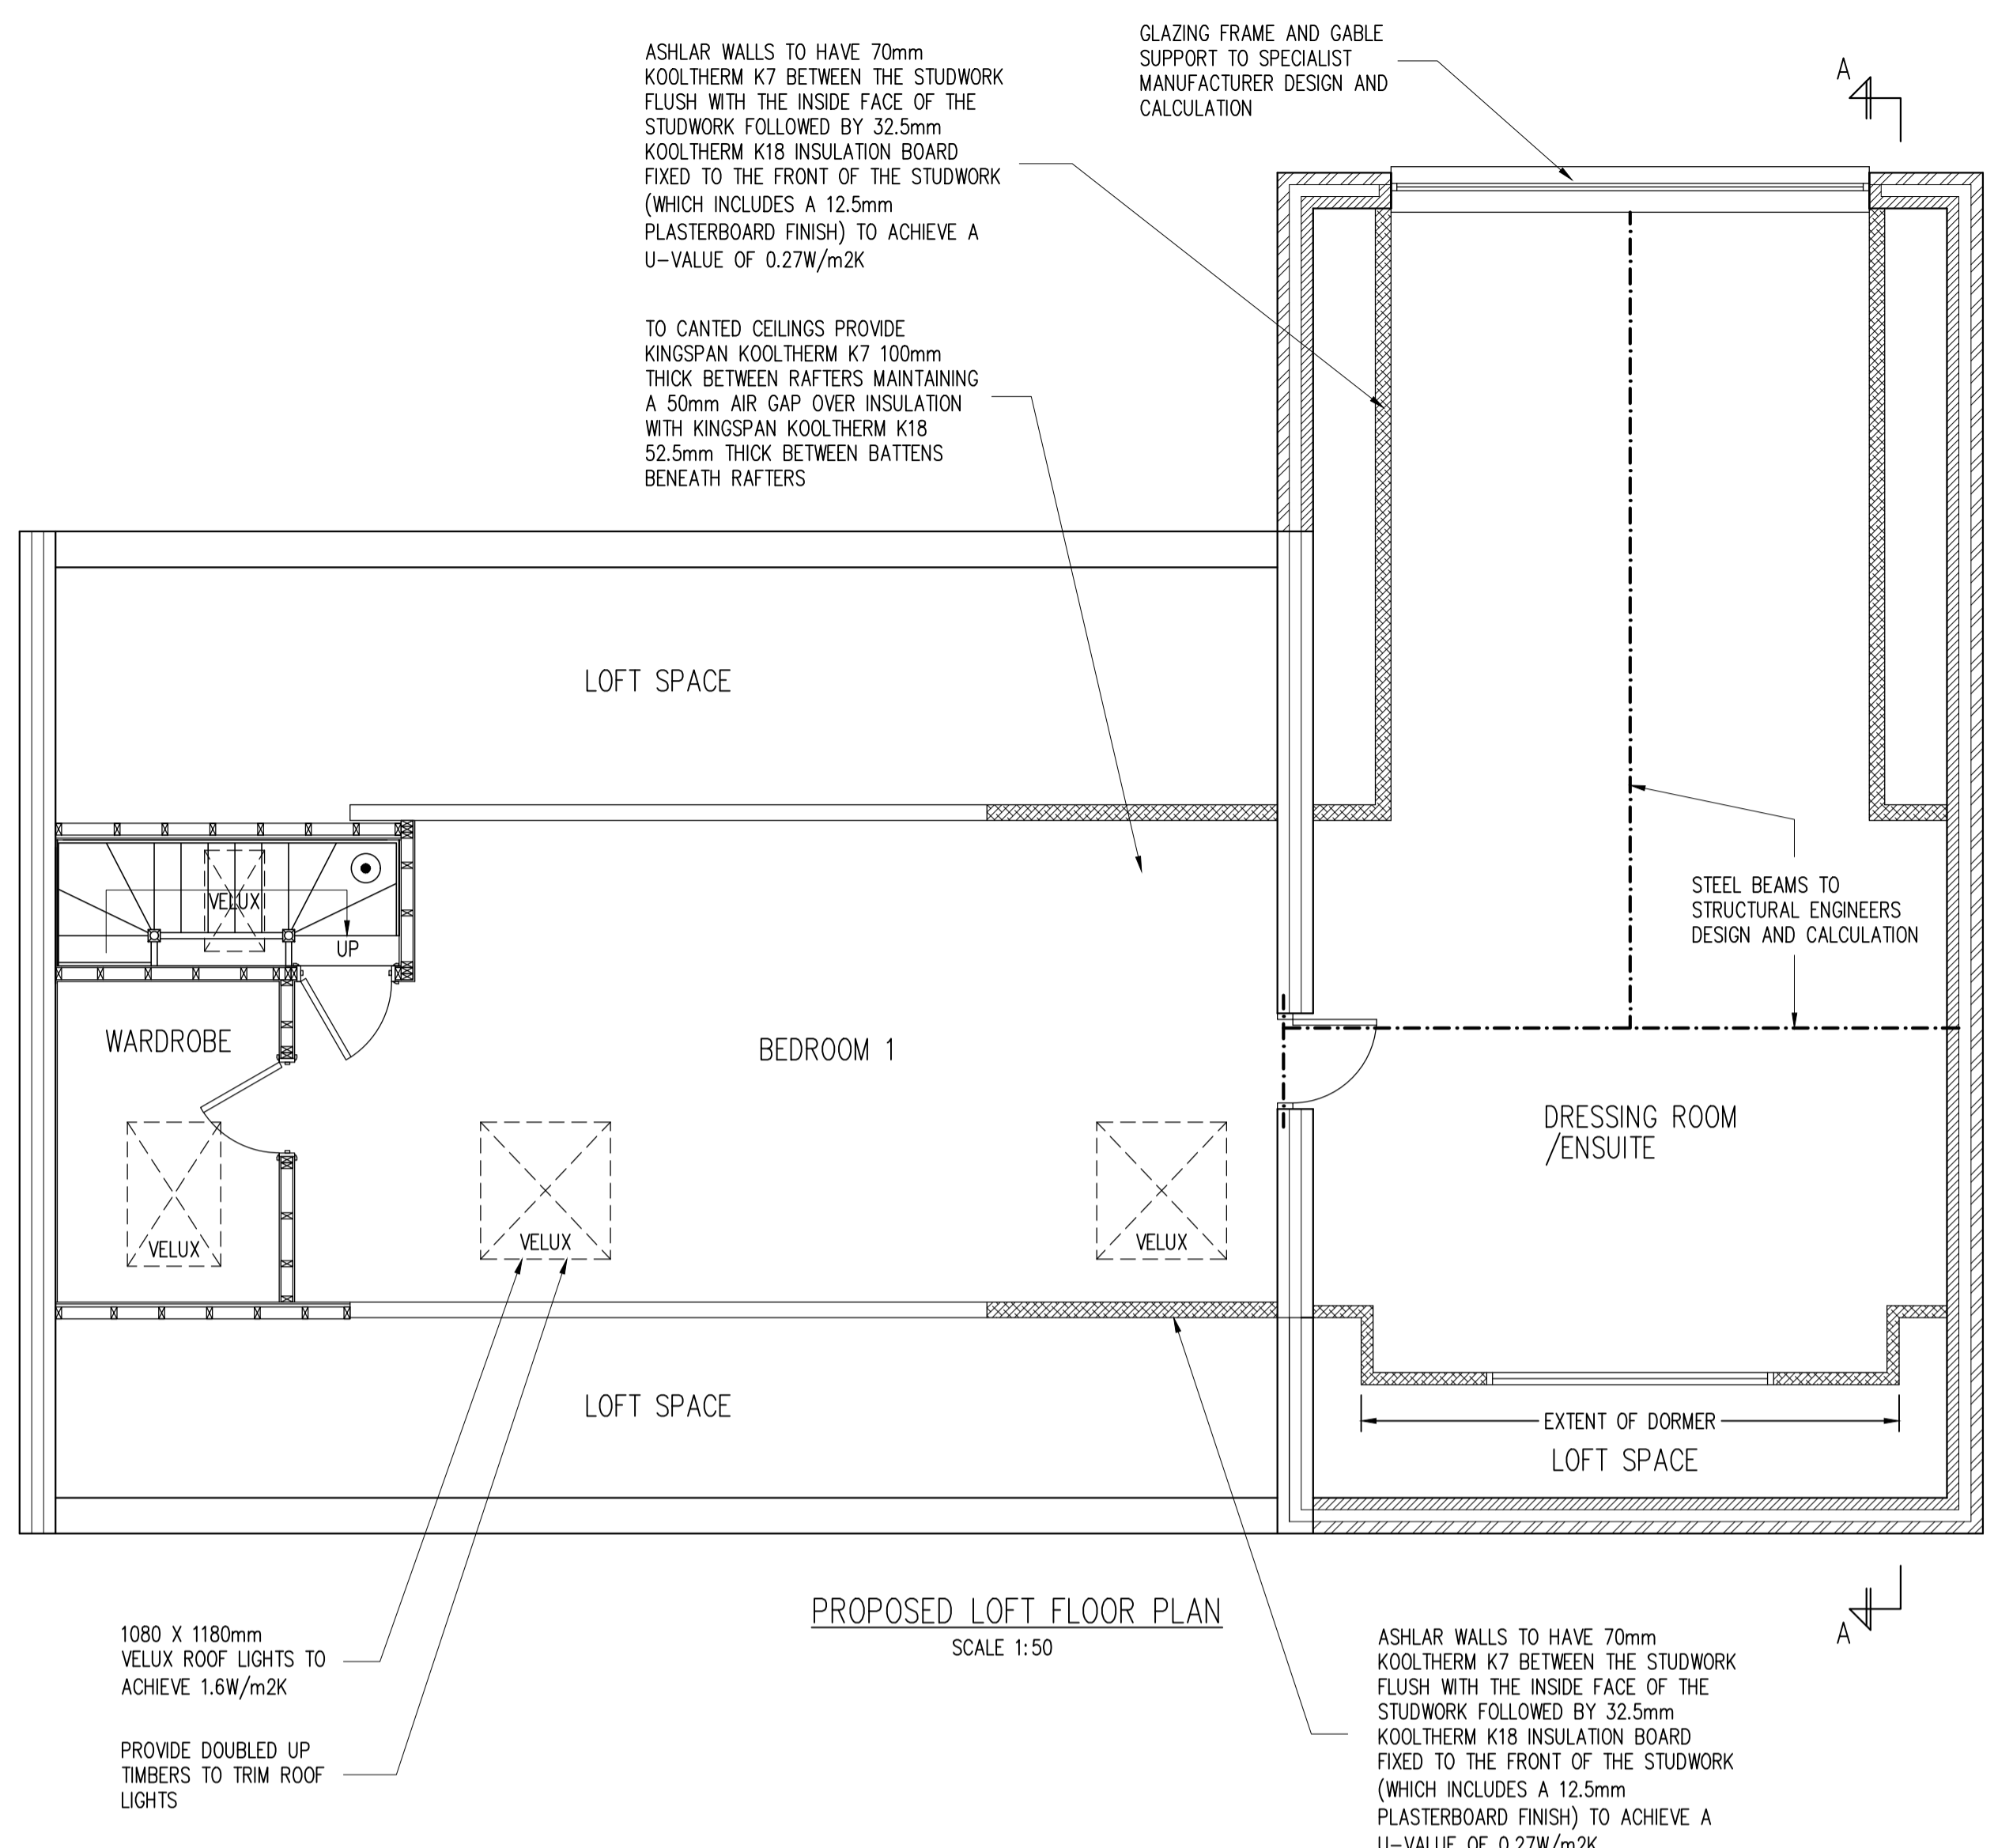 ASHLAR WALLS TO HAVE 70mm
KOOLTHERM K7 BETWEEN THE STUDWORK
FLUSH WITH THE INSIDE FACE OF THE
STUDWORK FOLLOWED BY 32.5mm
KOOLTHERM K18 INSULATION BOARD
FIXED TO THE FRONT OF THE STUDWORK
(WHICH INCLUDES A 12.5mm
PLASTERBOARD FINISH) TO ACHIEVE A
U-VALUE OF 0.27W/m2K
GLAZING FRAME AND GABLE
SUPPORT TO SPECIALIST
MANUFACTURER DESIGN AND
CALCULATION
A
TO CANTED CEILINGS PROVIDE
KINGSPAN KOOLTHERM K7 100mm
THICK BETWEEN RAFTERS MAINTAINING
A 50mm AIR GAP OVER INSULATION
WITH KINGSPAN KOOLTHERM K18
52.5mm THICK BETWEEN BATTENS
BENEATH RAFTERS
LOFT SPACE
VELUX
UP
STEEL BEAMS TO
STRUCTURAL ENGINEERS
DESIGN AND CALCULATION
WARDROBE
BEDROOM 1
DRESSING ROOM
/ENSUITE
VELUX
VELUX
VELUX
LOFT SPACE
EXTENT OF DORMER
LOFT SPACE
PROPOSED LOFT FLOOR PLAN
SCALE 1:50
A
1080 X 1180mm
VELUX ROOF LIGHTS TO
ACHIEVE 1.6W/m2K
PROVIDE DOUBLED UP
TIMBERS TO TRIM ROOF
LIGHTS
ASHLAR WALLS TO HAVE 70mm
KOOLTHERM K7 BETWEEN THE STUDWORK
FLUSH WITH THE INSIDE FACE OF THE
STUDWORK FOLLOWED BY 32.5mm
KOOLTHERM K18 INSULATION BOARD
FIXED TO THE FRONT OF THE STUDWORK
(WHICH INCLUDES A 12.5mm
PLASTERBOARD FINISH) TO ACHIEVE A
U-VALUE OF 0.27W/m2K